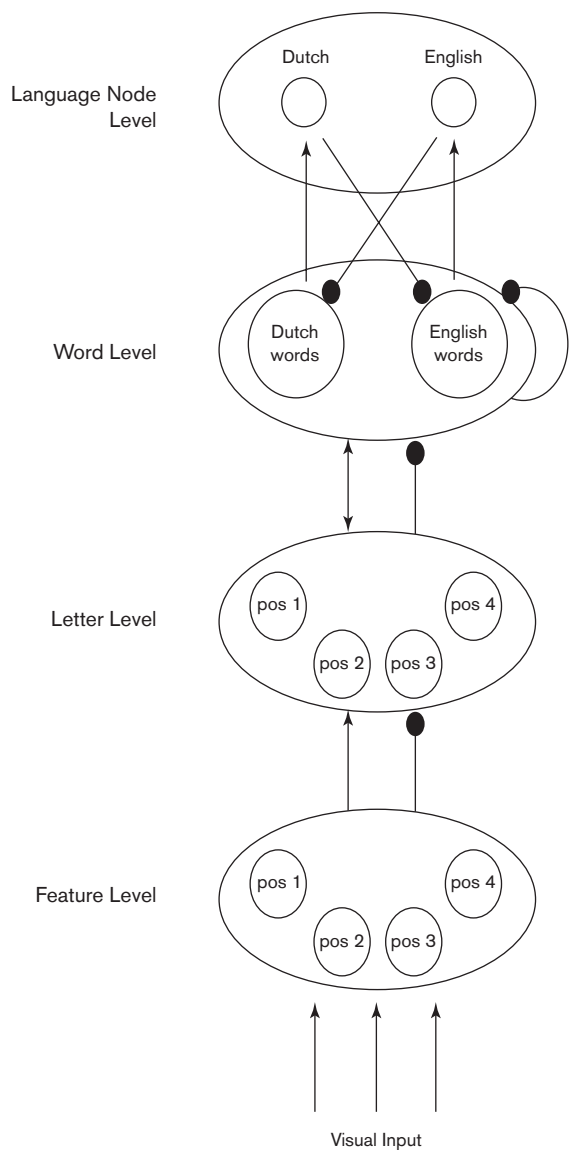 Dutch
English
Language Node
Level
Word Level
Dutch
words
English
words
Letter Level
pos 1
pos 4
pos 2
pos 3
Feature Level
pos 1
pos 4
pos 2
pos 3
Visual Input